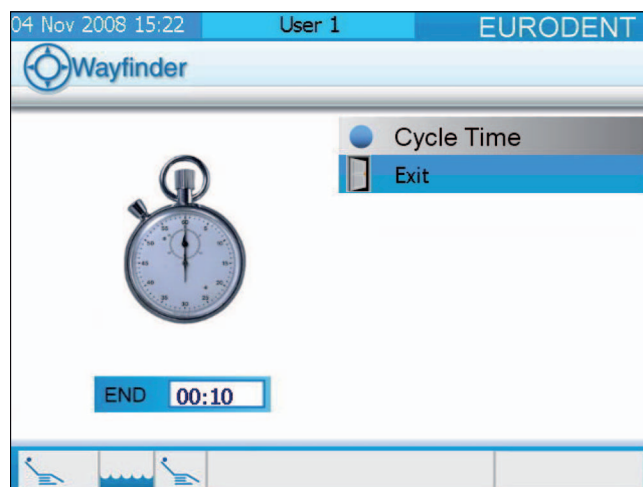 04 Nov 2008 15:22 User 1 EURODENT
Wayfinder
Cycle Time
Exit
END 00:10